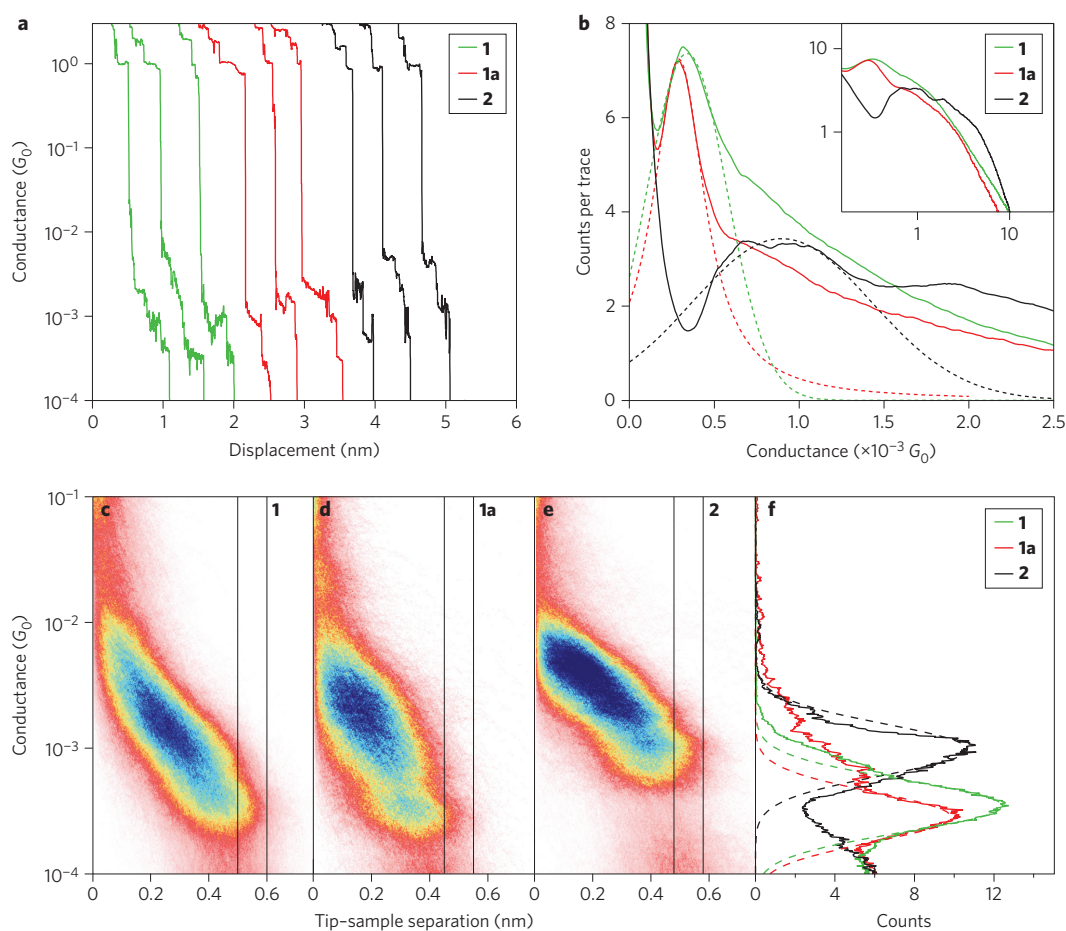 a
Conductance (G0)
10^0
10^−1
10^−2
10^−3
10^−4
0 1 2 3 4 5 6
Displacement (nm)
1
1a
2
b
Counts per trace
8
6
4
2
0
0.0 0.5 1.0 1.5 2.0 2.5
Conductance (×10^−3 G0)
10
1
1 10
1
1a
2
Conductance (G0)
10^−1
10^−2
10^−3
10^−4
c 1
0 0.2 0.4 0.6
d 1a
0 0.2 0.4 0.6
e 2
0 0.2 0.4 0.6
Tip–sample separation (nm)
f
1
1a
2
0 4 8 12
Counts